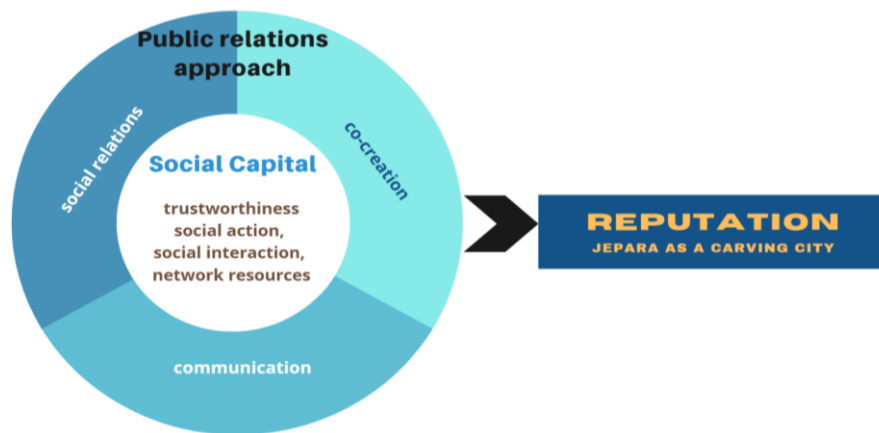 Public relations
approach
social relations
co-creation
Social Capital
trustworthiness
social action,
social interaction,
network resources
communication
REPUTATION
JEPARA AS A CARVING CITY